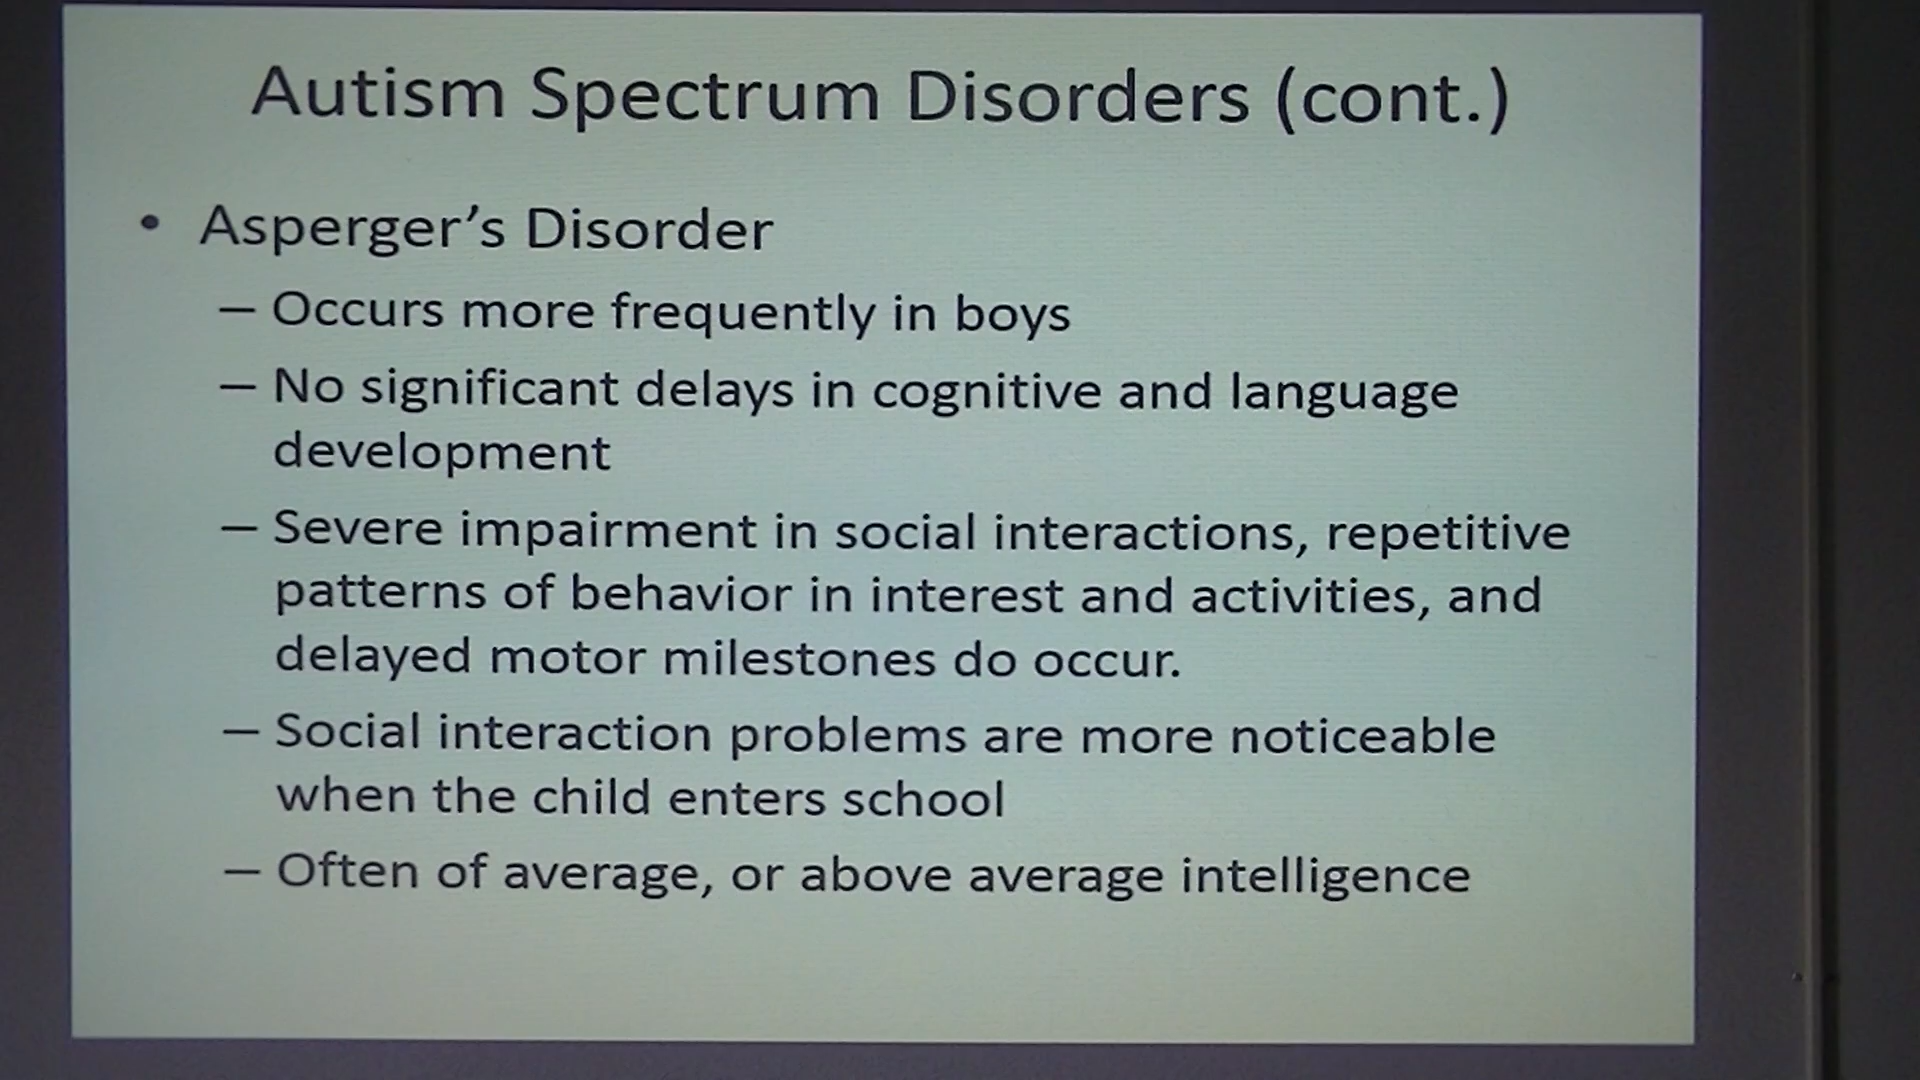 Autism Spectrum Disorders (cont.)
• Asperger's Disorder
– Occurs more frequently in boys
– No significant delays in cognitive and language
development
– Severe impairment in social interactions, repetitive
patterns of behavior in interest and activities, and
delayed motor milestones do occur.
– Social interaction problems are more noticeable
when the child enters school
– Often of average, or above average intelligence